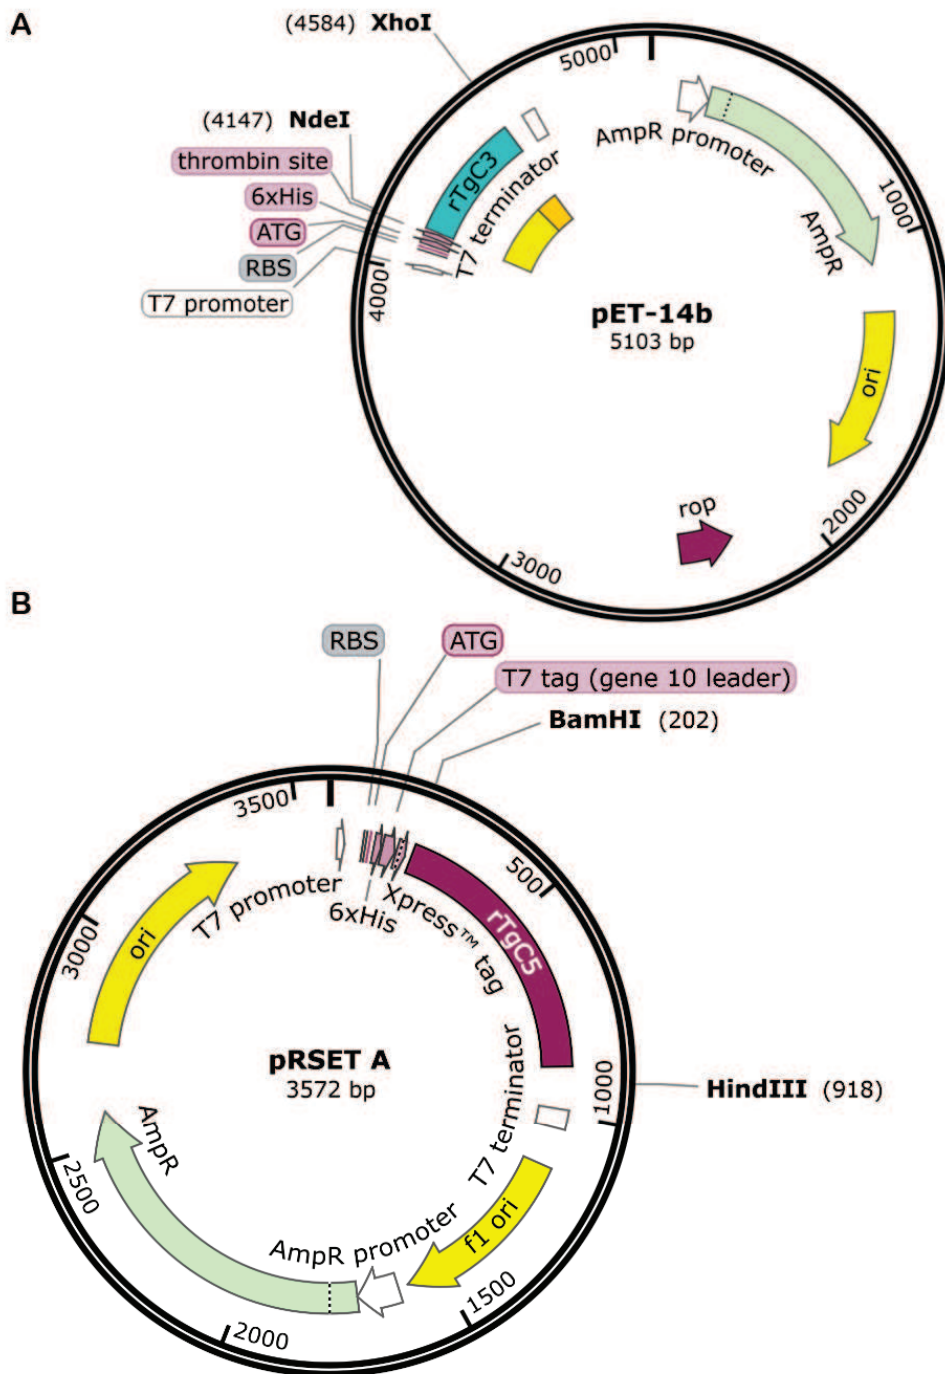 A
(4584) XhoI
5000
(4147) NdeI
thrombin site
6xHis
ATG
RBS
T7 promoter
4000
rTgC3
T7 terminator
AmpR promoter
AmpR
1000
pET-14b
5103 bp
ori
2000
rop
3000
B
RBS
ATG
T7 tag (gene 10 leader)
BamHI (202)
3500
T7 promoter
6xHis
Xpress™ tag
500
rTgC5
3000
ori
pRSET A
3572 bp
T7 terminator
1000
HindIII (918)
AmpR
2500
AmpR promoter
f1 ori
1500
2000